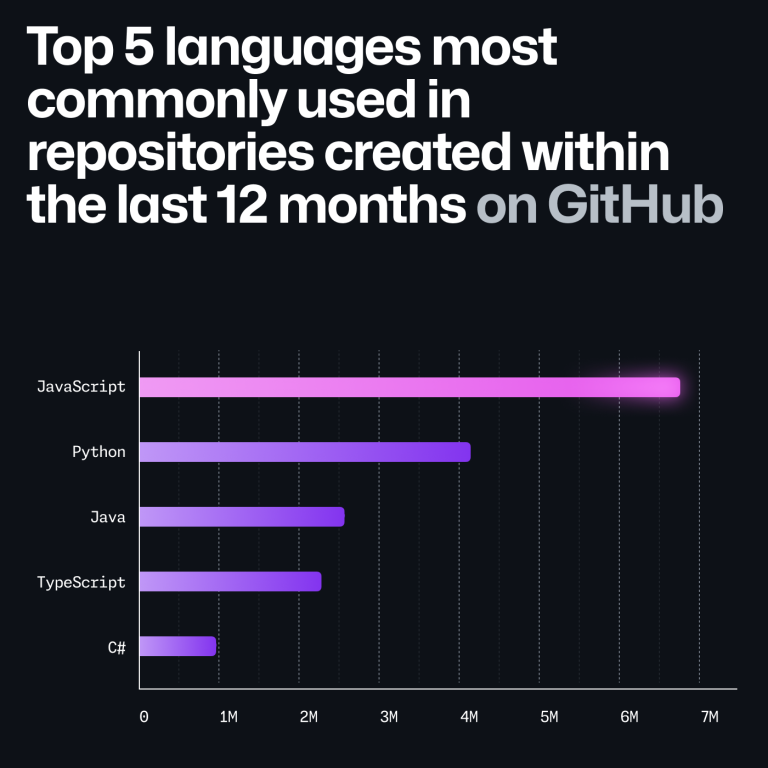 Top 5 languages most
commonly used in
repositories created within
the last 12 months on GitHub
JavaScript
Python
Java
TypeScript
C#
0 1M 2M 3M 4M 5M 6M 7M